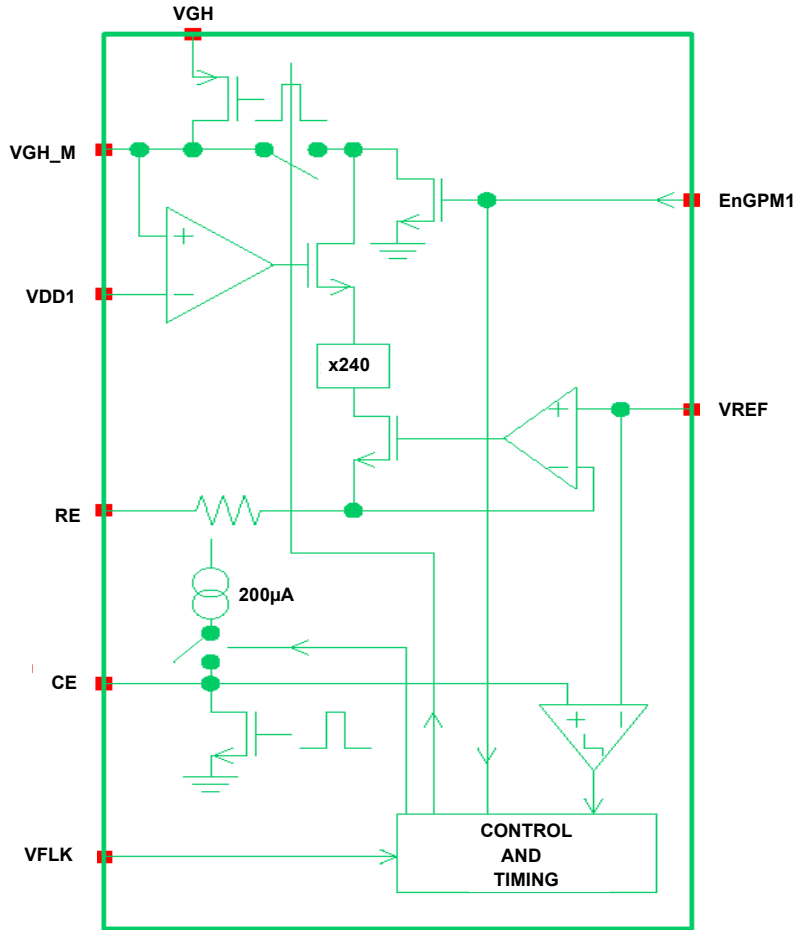 VGH
VGH_M
EnGPM1
VDD1
+
−
x240
VREF
+
−
RE
200µA
CE
+
−
CONTROL
AND
TIMING
VFLK